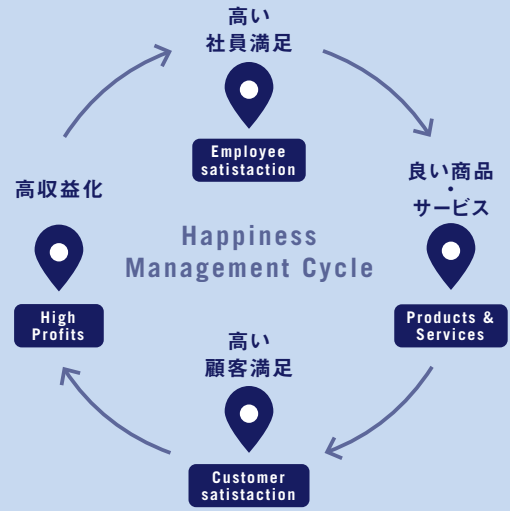 高い
社員満足
Employee
satistaction
良い商品
・
サービス
Products &
Services
高収益化
High
Profits
Happiness
Management Cycle
高い
顧客満足
Customer
satistaction